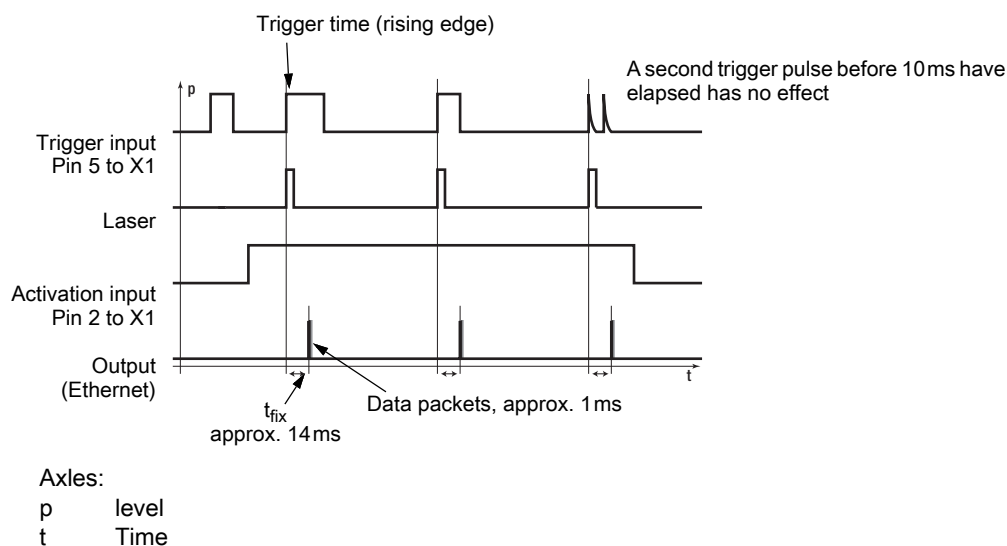 Trigger time (rising edge)
p
A second trigger pulse before 10ms have
elapsed has no effect
Trigger input
Pin 5 to X1
Laser
Activation input
Pin 2 to X1
Output
(Ethernet)
t
tfix
approx. 14ms
Data packets, approx. 1ms
Axles:
p level
t Time